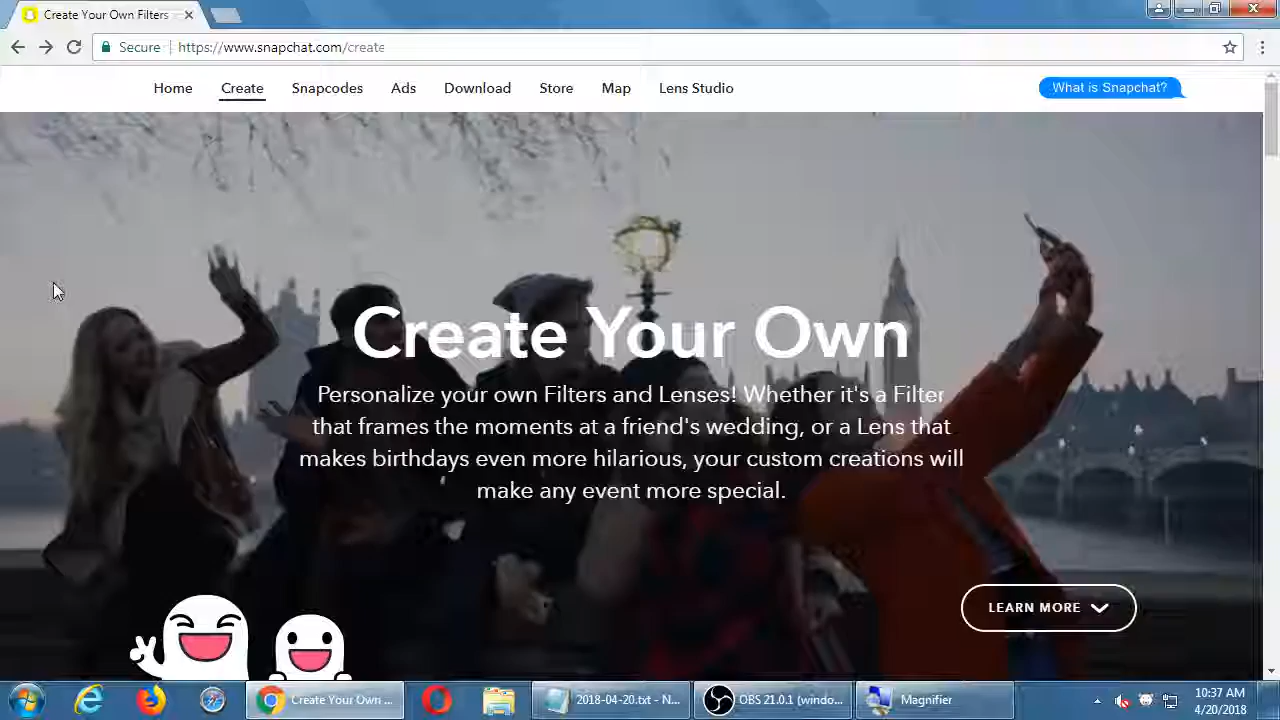 Create Your Own Filters
Secure
https://www.snapchat.com/create
Home Create Snapcodes Ads Download Store Map Lens Studio What is Snapchat?
Create Your Own
Personalize your own Filters and Lenses! Whether it's a Filter
that frames the moments at a friend's wedding, or a Lens that
makes birthdays even more hilarious, your custom creations will
make any event more special.
LEARN MORE
Create Your Own ...
2018-04-20.txt - N...
OBS 21.0.1 (windo...
Magnifier
10:37 AM
4/20/2018